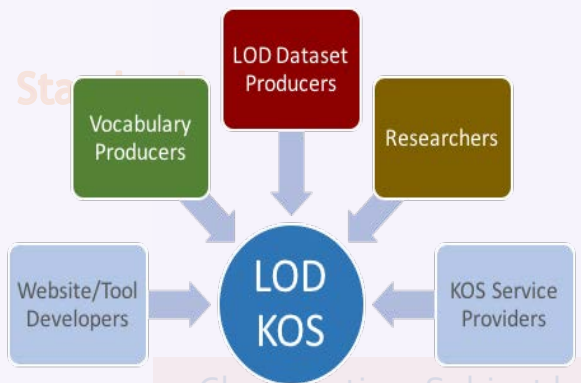 LOD Dataset
Producers
Vocabulary
Producers
Researchers
Website/Tool
Developers
LOD
KOS
KOS Service
Providers